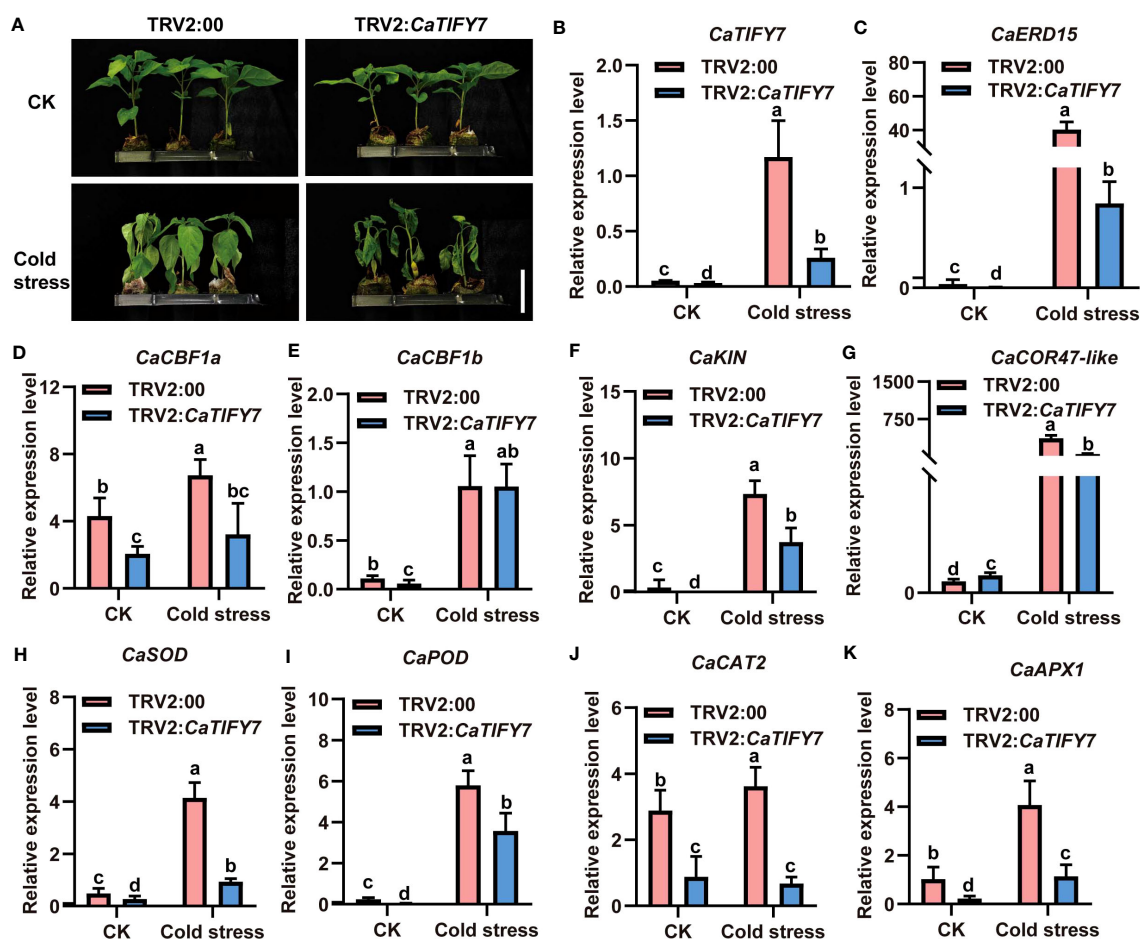 A
TRV2:00
TRV2:CaTIFY7
CK
Cold
stress
B
CaTIFY7
Relative expression level
2.0
1.5
1.0
0.5
0.0
TRV2:00
TRV2:CaTIFY7
c
d
a
b
CK
Cold stress
C
CaERD15
Relative expression level
80
60
40
1
0
TRV2:00
TRV2:CaTIFY7
c
d
a
b
CK
Cold stress
D
CaCBF1a
Relative expression level
12
8
4
0
TRV2:00
TRV2:CaTIFY7
b
c
a
bc
CK
Cold stress
E
CaCBF1b
Relative expression level
2.0
1.5
1.0
0.5
0.0
TRV2:00
TRV2:CaTIFY7
b
c
a
ab
CK
Cold stress
F
CaKIN
Relative expression level
15
10
5
0
TRV2:00
TRV2:CaTIFY7
c
d
a
b
CK
Cold stress
G
CaCOR47-like
Relative expression level
1500
750
0
TRV2:00
TRV2:CaTIFY7
d
c
a
b
CK
Cold stress
H
CaSOD
Relative expression level
8
6
4
2
0
TRV2:00
TRV2:CaTIFY7
c
d
a
b
CK
Cold stress
I
CaPOD
Relative expression level
10
8
6
4
2
0
TRV2:00
TRV2:CaTIFY7
c
d
a
b
CK
Cold stress
J
CaCAT2
Relative expression level
6
4
2
0
TRV2:00
TRV2:CaTIFY7
b
c
a
c
CK
Cold stress
K
CaAPX1
Relative expression level
8
6
4
2
0
TRV2:00
TRV2:CaTIFY7
b
d
a
c
CK
Cold stress